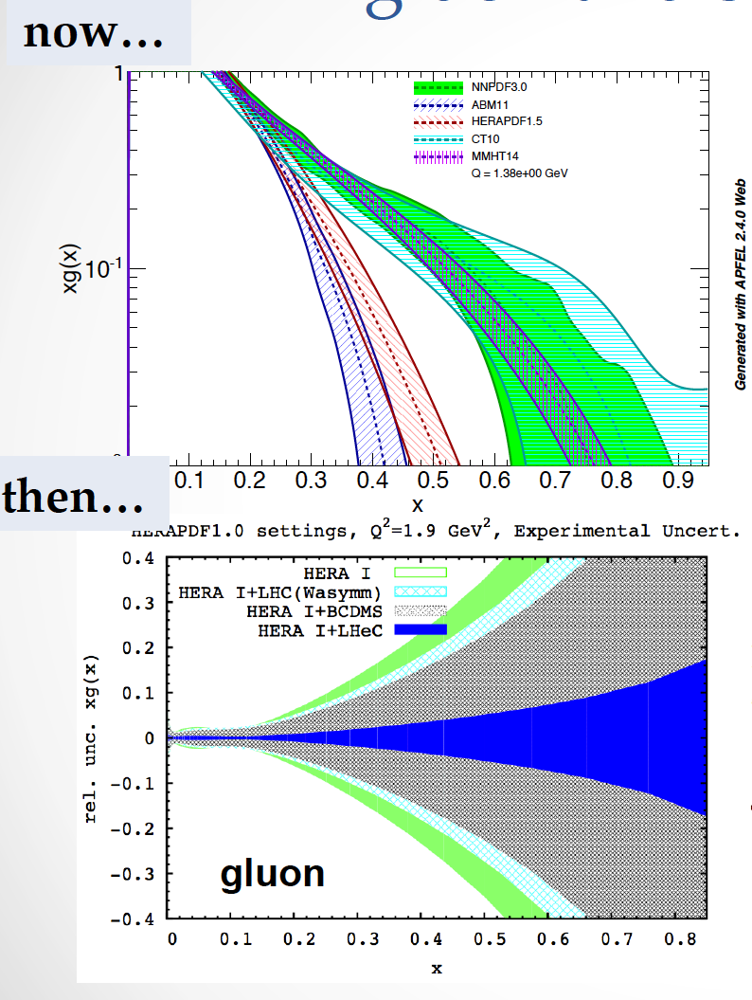 now...
1
10⁻¹
xg(x)
NNPDF3.0
ABM11
HERAPDF1.5
CT10
MMHT14
Q = 1.38e+00 GeV
Generated with APFEL 2.4.0 Web
0.1 0.2 0.3 0.4 0.5 0.6 0.7 0.8 0.9
x
then...
HERAPDF1.0 settings, Q²=1.9 GeV², Experimental Uncert.
HERA I
HERA I+LHC(Wasymm)
HERA I+BCDMS
HERA I+LHeC
rel. unc. xg(x)
0.4
0.3
0.2
0.1
0
-0.1
-0.2
-0.3
-0.4
gluon
0 0.1 0.2 0.3 0.4 0.5 0.6 0.7 0.8
x